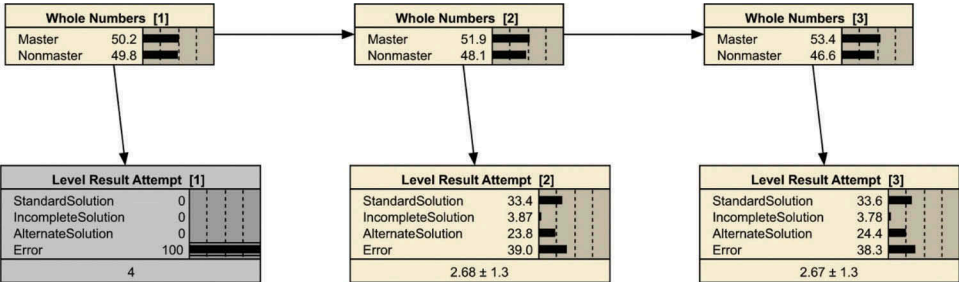 Whole Numbers [1]
Master 50.2
Nonmaster 49.8
Whole Numbers [2]
Master 51.9
Nonmaster 48.1
Whole Numbers [3]
Master 53.4
Nonmaster 46.6
Level Result Attempt [1]
StandardSolution 0
IncompleteSolution 0
AlternateSolution 0
Error 100
4
Level Result Attempt [2]
StandardSolution 33.4
IncompleteSolution 3.87
AlternateSolution 23.8
Error 39.0
2.68 ± 1.3
Level Result Attempt [3]
StandardSolution 33.6
IncompleteSolution 3.78
AlternateSolution 24.4
Error 38.3
2.67 ± 1.3